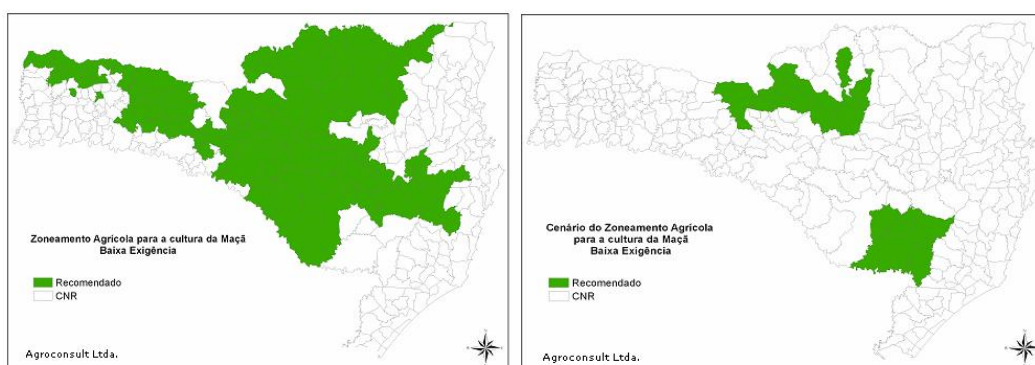 Zoneamento Agrícola para a cultura da Maçã
Baixa Exigência
Recomendado
CNR
Agroconsult Ltda.
Cenário do Zoneamento Agrícola
para a cultura da Maçã
Baixa Exigência
Recomendado
CNR
Agroconsult Ltda.